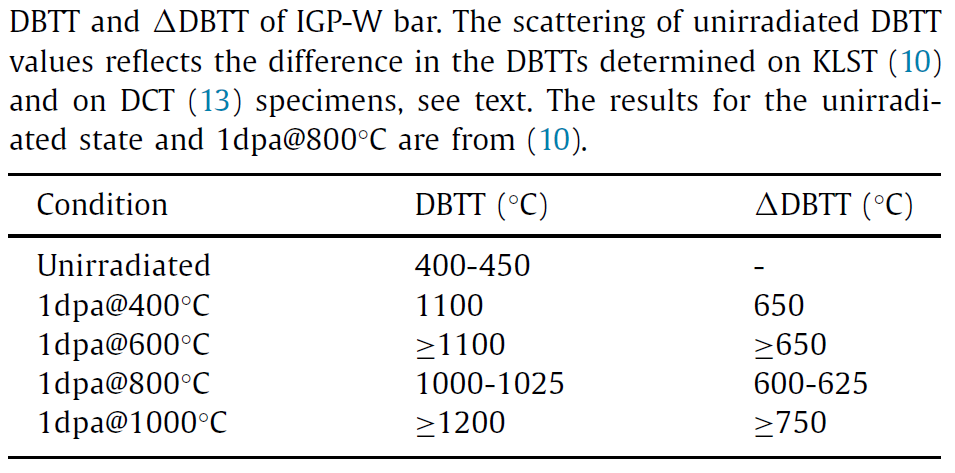 DBTT and ΔDBTT of IGP-W bar. The scattering of unirradiated DBTT
values reflects the difference in the DBTTs determined on KLST (10)
and on DCT (13) specimens, see text. The results for the unirradi-
ated state and 1dpa@800°C are from (10).
Condition DBTT (°C) ΔDBTT (°C)
Unirradiated 400-450 -
1dpa@400°C 1100 650
1dpa@600°C ≥1100 ≥650
1dpa@800°C 1000-1025 600-625
1dpa@1000°C ≥1200 ≥750